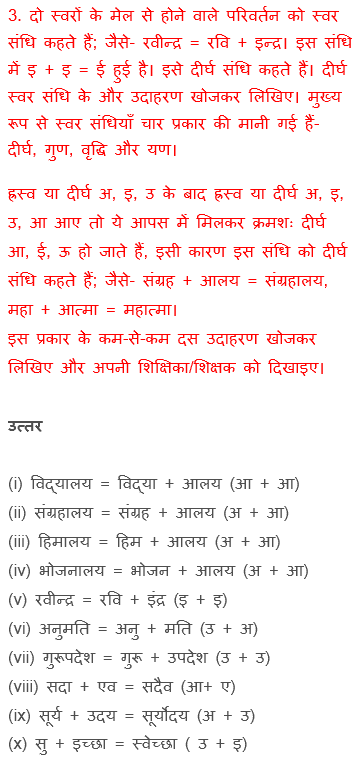 3. दो स्वरों के मेल से होने वाले परिवर्तन को स्वर
संधि कहते हैं; जैसे- रवीन्द्र = रवि + इन्द्र। इस संधि
में इ + इ = ई हुई है। इसे दीर्घ संधि कहते हैं। दीर्घ
स्वर संधि के और उदाहरण खोजकर लिखिए। मुख्य
रूप से स्वर संधियाँ चार प्रकार की मानी गई हैं-
दीर्घ, गुण, वृद्धि और यण।
ह्रस्व या दीर्घ अ, इ, उ के बाद ह्रस्व या दीर्घ अ, इ,
उ, आ आए तो ये आपस में मिलकर क्रमशः दीर्घ
आ, ई, ऊ हो जाते हैं, इसी कारण इस संधि को दीर्घ
संधि कहते हैं; जैसे- संग्रह + आलय = संग्रहालय,
महा + आत्मा = महात्मा।
इस प्रकार के कम-से-कम दस उदाहरण खोजकर
लिखिए और अपनी शिक्षिका/शिक्षक को दिखाइए।
उत्तर
(i) विद्यालय = विद्या + आलय (आ + आ)
(ii) संग्रहालय = संग्रह + आलय (अ + आ)
(iii) हिमालय = हिम + आलय (अ + आ)
(iv) भोजनालय = भोजन + आलय (अ + आ)
(v) रवीन्द्र = रवि + इंद्र (इ + इ)
(vi) अनुमति = अनु + मति (उ + अ)
(vii) गुरूपदेश = गुरू + उपदेश (उ + उ)
(viii) सदा + एव = सदैव (आ+ ए)
(ix) सूर्य + उदय = सूर्योदय (अ + उ)
(x) सु + इच्छा = स्वेच्छा ( उ + इ)